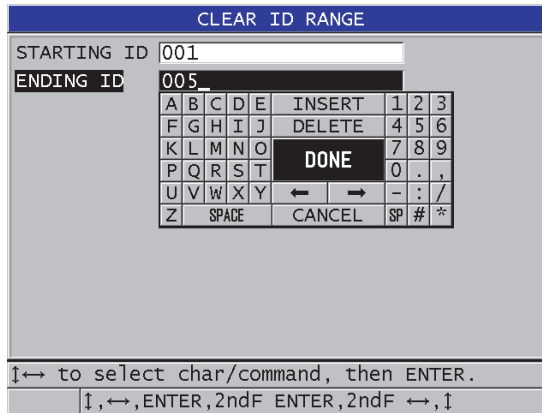 CLEAR ID RANGE
STARTING ID 001
ENDING ID 005_
A B C D E INSERT 1 2 3
F G H I J DELETE 4 5 6
K L M N O DONE 7 8 9
P Q R S T 0 . ,
U V W X Y ← → - : /
Z SPACE CANCEL SP # *
↕↔ to select char/command, then ENTER.
↕,↔,ENTER,2ndF ENTER,2ndF ↔,↕